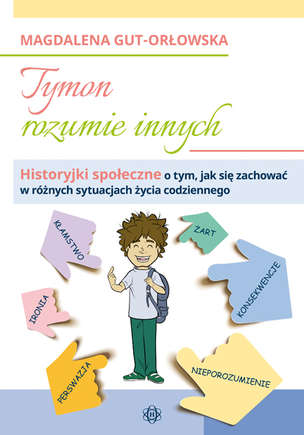 MAGDALENA GUT-ORŁOWSKA
Tymon
rozumie innych
Historyjki społeczne o tym, jak się zachować
w różnych sytuacjach życia codziennego
KŁAMSTWO
ŻART
KONSEKWENCJE
IRONIA
PERSWAZJA
NIEPOROZUMIENIE
H